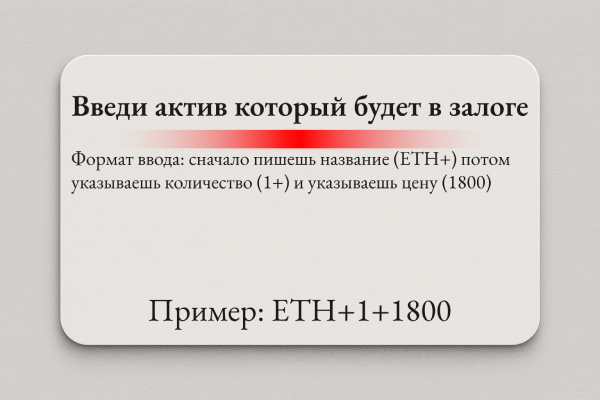 Введи актив который будет в залоге
Формат ввода: сначало пишешь название (ETH+) потом
указываешь количество (1+) и указываешь цену (1800)
Пример: ETH+1+1800